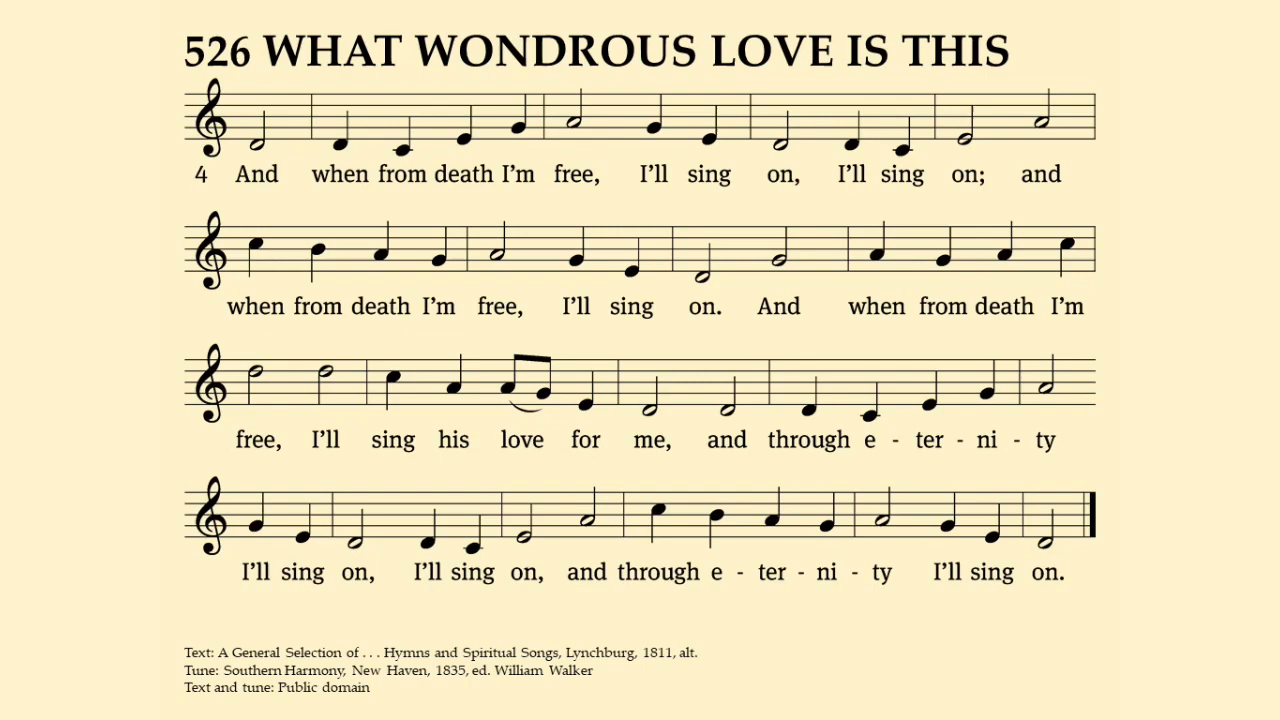 526 WHAT WONDROUS LOVE IS THIS
4 And when from death I'm free, I'll sing on, I'll sing on; and
when from death I'm free, I'll sing on. And when from death I'm
free, I'll sing his love for me, and through e - ter - ni - ty
I'll sing on, I'll sing on, and through e - ter - ni - ty I'll sing on.
Text: A General Selection of . . . Hymns and Spiritual Songs, Lynchburg, 1811, alt.
Tune: Southern Harmony, New Haven, 1835, ed. William Walker
Text and tune: Public domain